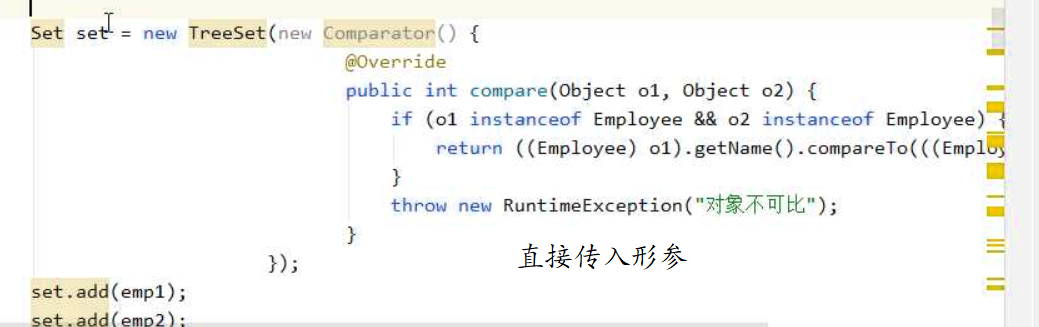 Set set = new TreeSet(new Comparator() {
@Override
public int compare(Object o1, Object o2) {
if (o1 instanceof Employee && o2 instanceof Employee) {
return ((Employee) o1).getName().compareTo(((Employ
}
throw new RuntimeException("对象不可比");
}
});
直接传入形参
set.add(emp1);
set.add(emp2);